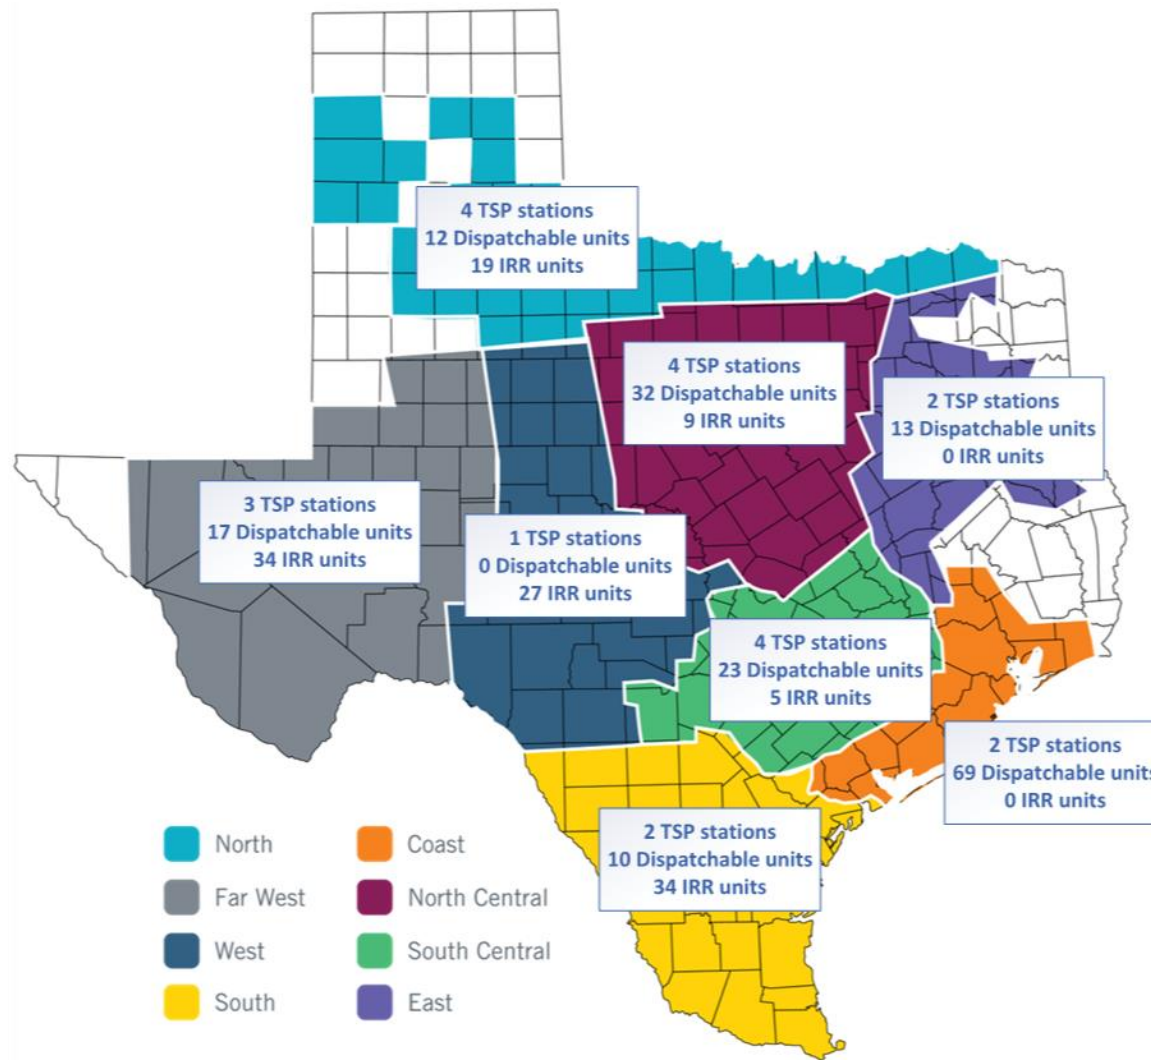 4 TSP stations
12 Dispatchable units
19 IRR units
4 TSP stations
32 Dispatchable units
9 IRR units
2 TSP stations
13 Dispatchable units
0 IRR units
3 TSP stations
17 Dispatchable units
34 IRR units
1 TSP stations
0 Dispatchable units
27 IRR units
4 TSP stations
23 Dispatchable units
5 IRR units
2 TSP stations
69 Dispatchable units
0 IRR units
2 TSP stations
10 Dispatchable units
34 IRR units
North
Far West
West
South
Coast
North Central
South Central
East